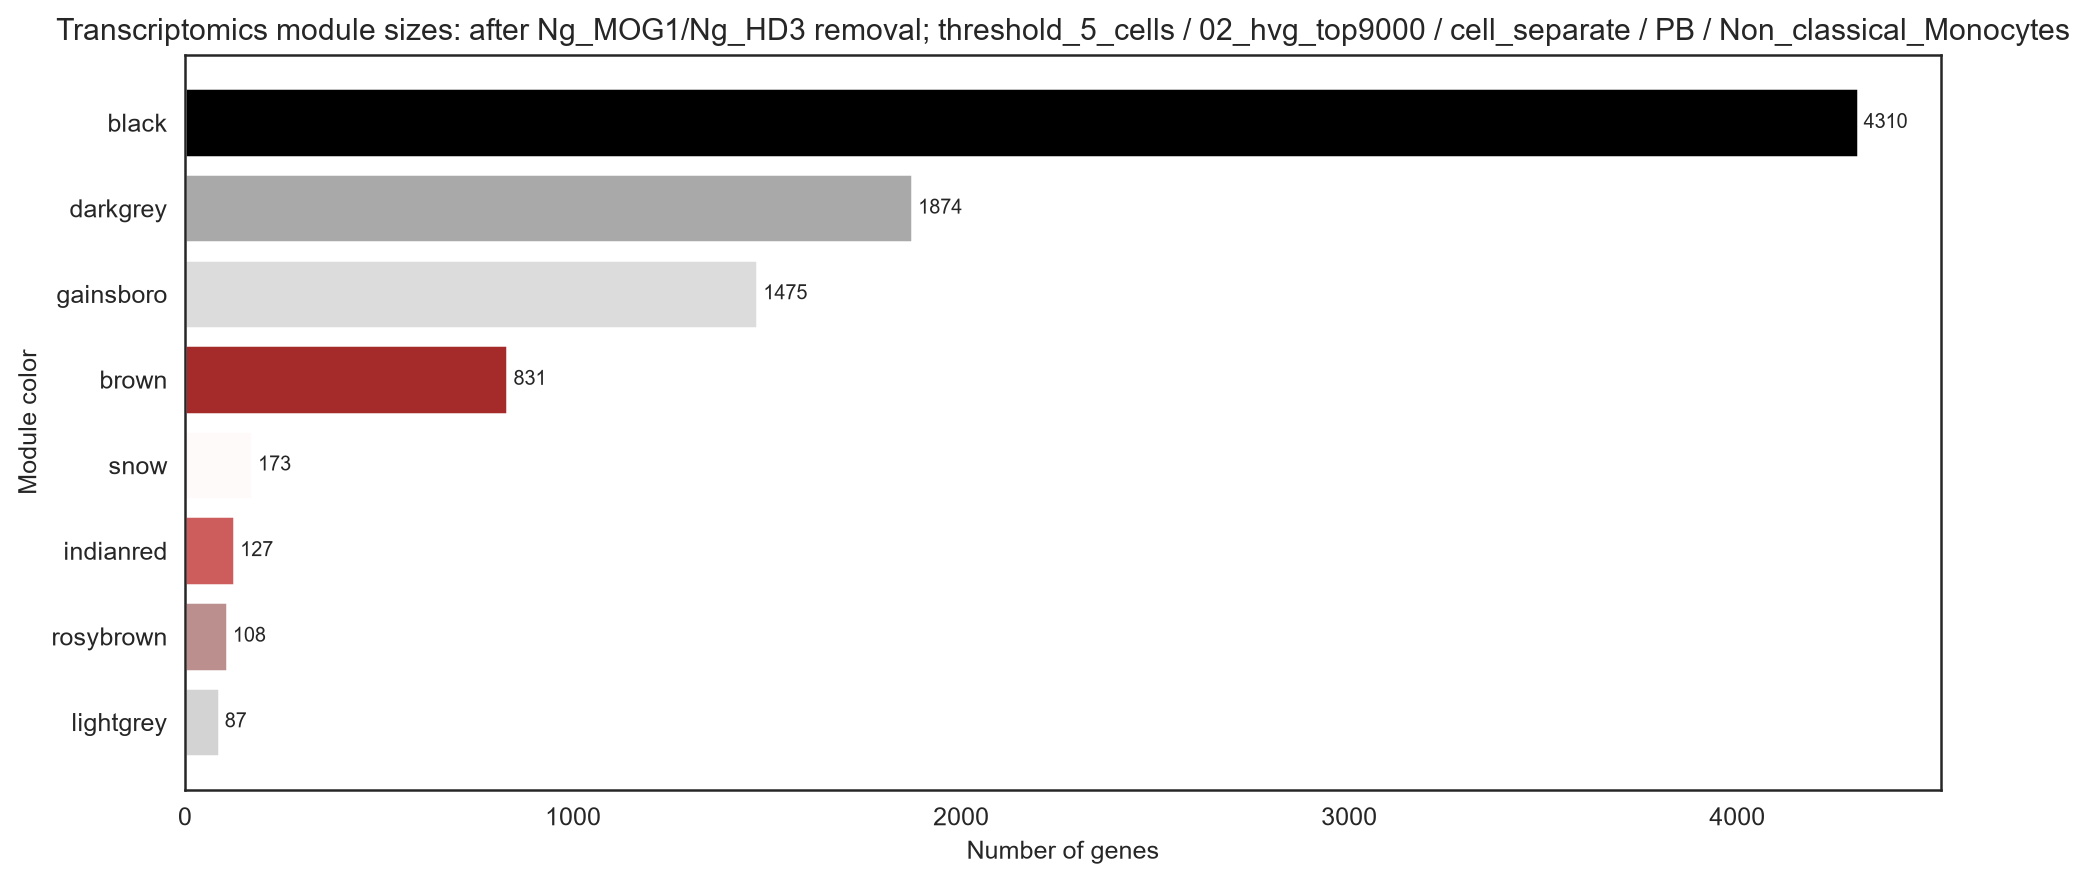 Transcriptomics module sizes: after Ng_MOG1/Ng_HD3 removal; threshold_5_cells / 02_hvg_top9000 / cell_separate / PB / Non_classical_Monocytes
Module color
black 4310
darkgrey 1874
gainsboro 1475
brown 831
snow 173
indianred 127
rosybrown 108
lightgrey 87
0 1000 2000 3000 4000
Number of genes